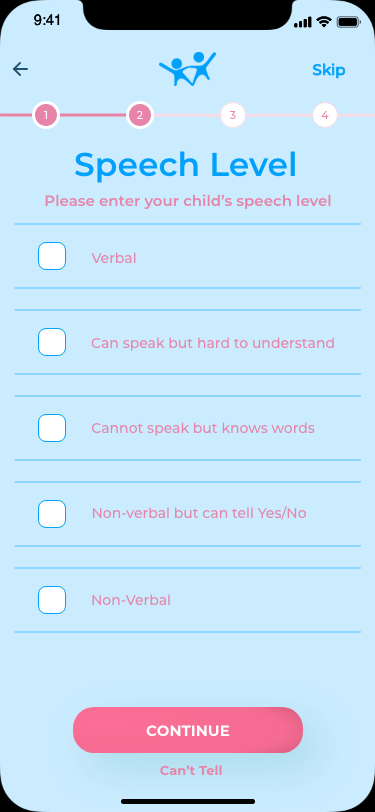 9:41
Skip
1 2 3 4
Speech Level
Please enter your child's speech level
Verbal
Can speak but hard to understand
Cannot speak but knows words
Non-verbal but can tell Yes/No
Non-Verbal
CONTINUE
Can't Tell